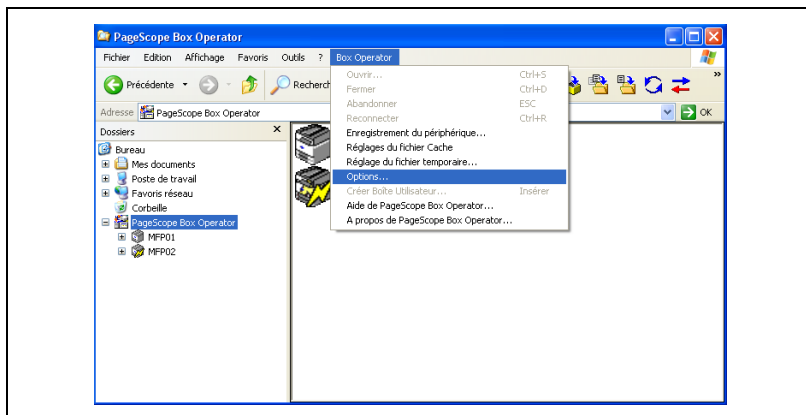 PageScope Box Operator
Fichier Edition Affichage Favoris Outils ? Box Operator
Précédente Recherch
Adresse PageScope Box Operator OK
Dossiers ×
Bureau
Mes documents
Poste de travail
Favoris réseau
Corbeille
PageScope Box Operator
MFP01
MFP02
Ouvrir... Ctrl+S
Fermer Ctrl+D
Abandonner ESC
Reconnecter Ctrl+R
Enregistrement du périphérique...
Réglages du fichier Cache
Réglage du fichier temporaire...
Options...
Créer Boîte Utilisateur... Insérer
Aide de PageScope Box Operator...
A propos de PageScope Box Operator...